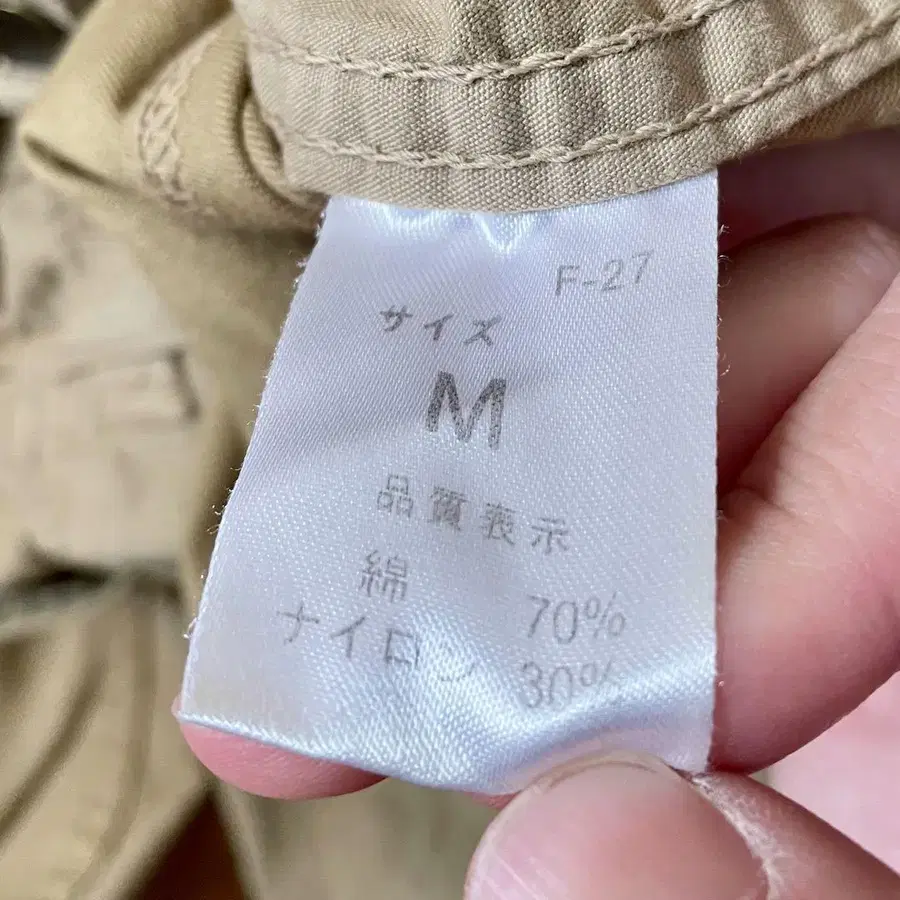 F-27
サイズ
M
品質表示
綿 70%
ナイロン 30%